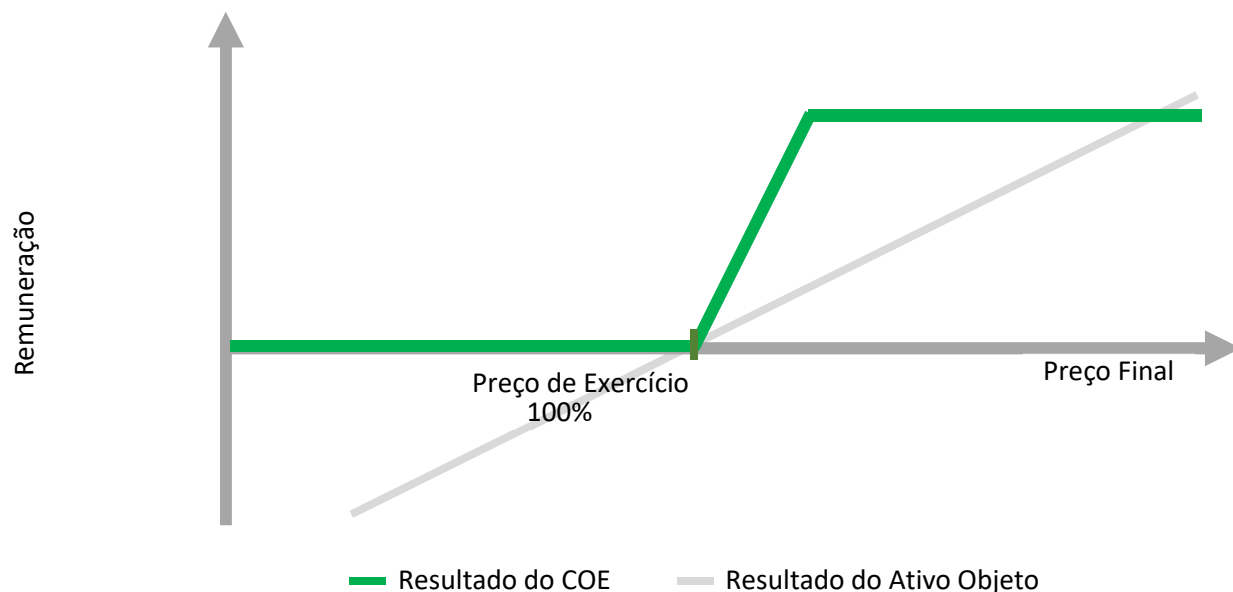 Remuneração
Preço de Exercício
100%
Preço Final
Resultado do COE
Resultado do Ativo Objeto